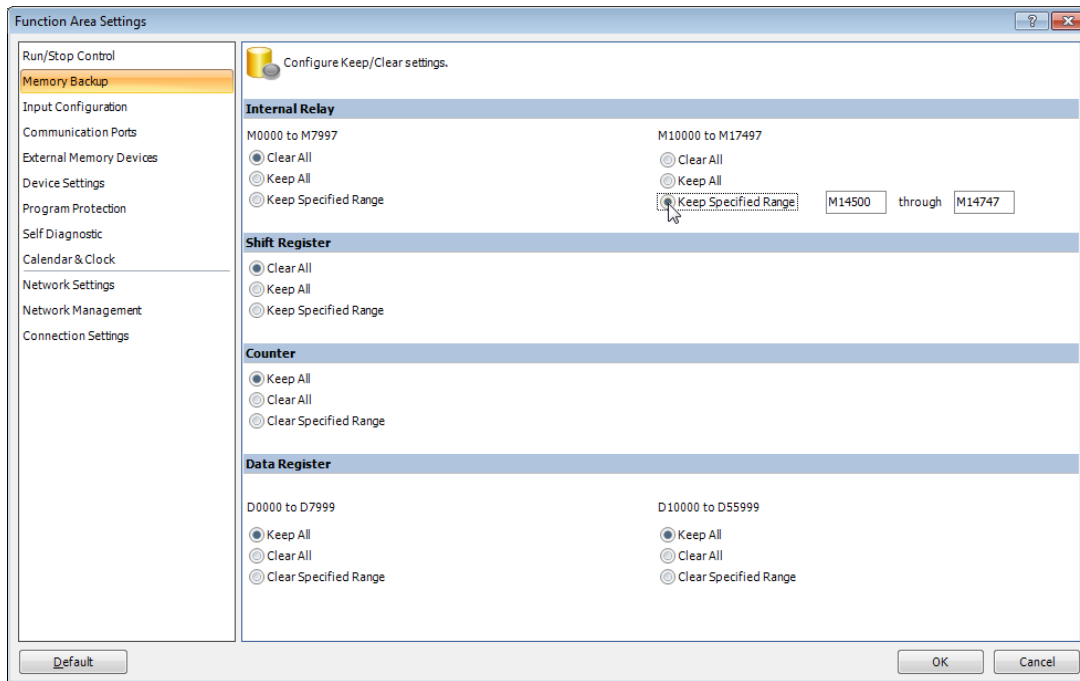 Function Area Settings
Run/Stop Control
Memory Backup
Input Configuration
Communication Ports
External Memory Devices
Device Settings
Program Protection
Self Diagnostic
Calendar & Clock
Network Settings
Network Management
Connection Settings
Configure Keep/Clear settings.
Internal Relay
M0000 to M7997
Clear All
Keep All
Keep Specified Range
M10000 to M17497
Clear All
Keep All
Keep Specified Range M14500 through M14747
Shift Register
Clear All
Keep All
Keep Specified Range
Counter
Keep All
Clear All
Clear Specified Range
Data Register
D0000 to D7999
Keep All
Clear All
Clear Specified Range
D10000 to D55999
Keep All
Clear All
Clear Specified Range
Default
OK
Cancel